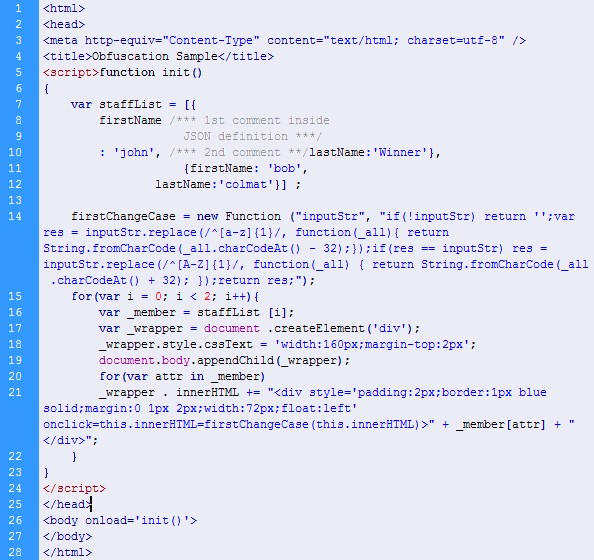 1 <html>
2 <head>
3 <meta http-equiv="Content-Type" content="text/html; charset=utf-8" />
4 <title>Obfuscation Sample</title>
5 <script>function init()
6 {
7 var staffList = [{
8 firstName /*** 1st comment inside
9 JSON definition ***/
10 : 'john', /*** 2nd comment **/lastName:'Winner'},
11 {firstName: 'bob',
12 lastName:'colmat'}] ;
13
14 firstChangeCase = new Function ("inputStr", "if(!inputStr) return '';var
res = inputStr.replace(/^[a-z]{1}/, function(_all){ return
String.fromCharCode(_all.charCodeAt() - 32);});if(res == inputStr) res =
inputStr.replace(/^[A-Z]{1}/, function(_all) { return String.fromCharCode(_all
.charCodeAt() + 32); });return res;");
15 for(var i = 0; i < 2; i++){
16 var _member = staffList [i];
17 var _wrapper = document .createElement('div');
18 _wrapper.style.cssText = 'width:160px;margin-top:2px';
19 document.body.appendChild(_wrapper);
20 for(var attr in _member)
21 _wrapper . innerHTML += "<div style='padding:2px;border:1px blue
solid;margin:0 1px 2px;width:72px;float:left'
onclick=this.innerHTML=firstChangeCase(this.innerHTML)>" + _member[attr] + "
</div>";
22 }
23 }
24 </script>
25 </head>
26 <body onload='init()'>
27 </body>
28 </html>